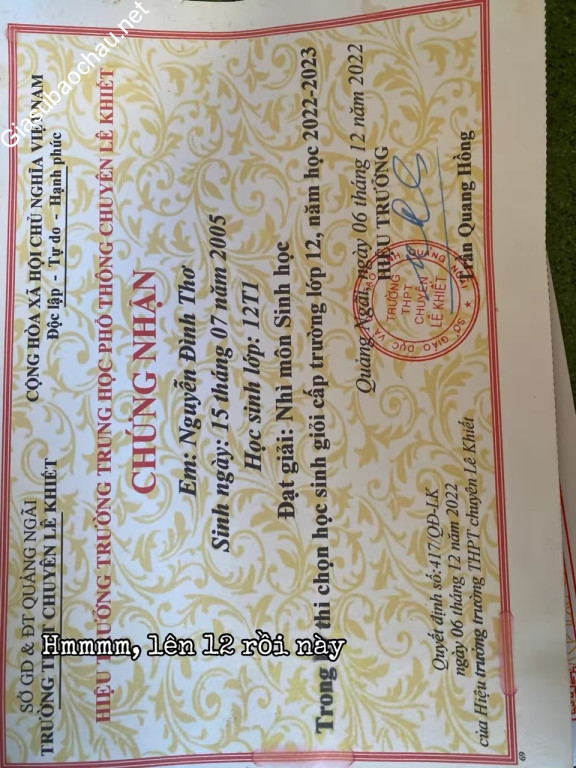 SỞ GD & ĐT QUẢNG NGÃI
TRƯỜNG THPT CHUYÊN LÊ KHIẾT
CỘNG HÒA XÃ HỘI CHỦ NGHĨA VIỆT NAM
Độc lập - Tự do - Hạnh phúc
HIỆU TRƯỞNG TRƯỜNG TRUNG HỌC PHỔ THÔNG CHUYÊN LÊ KHIẾT
CHỨNG NHẬN
Em: Nguyễn Đình Thơ
Sinh ngày: 15 tháng 07 năm 2005
Học sinh lớp: 12T1
Đạt giải: Nhì môn Sinh học
Trong thi chọn học sinh giỏi cấp trường lớp 12, năm học 2022-2023
Quảng Ngãi, ngày 06 tháng 12 năm 2022
HIỆU TRƯỞNG
TRƯỜNG
THPT
CHUYÊN
LÊ KHIẾT
Trần Quang Hồng
Quyết định số:417/QĐ-LK
ngày 06 tháng 12 năm 2022
của Hiệu trưởng trường THPT chuyên Lê Khiết
69
Hmmmm, lên 12 rồi này
Giasubaochau.net